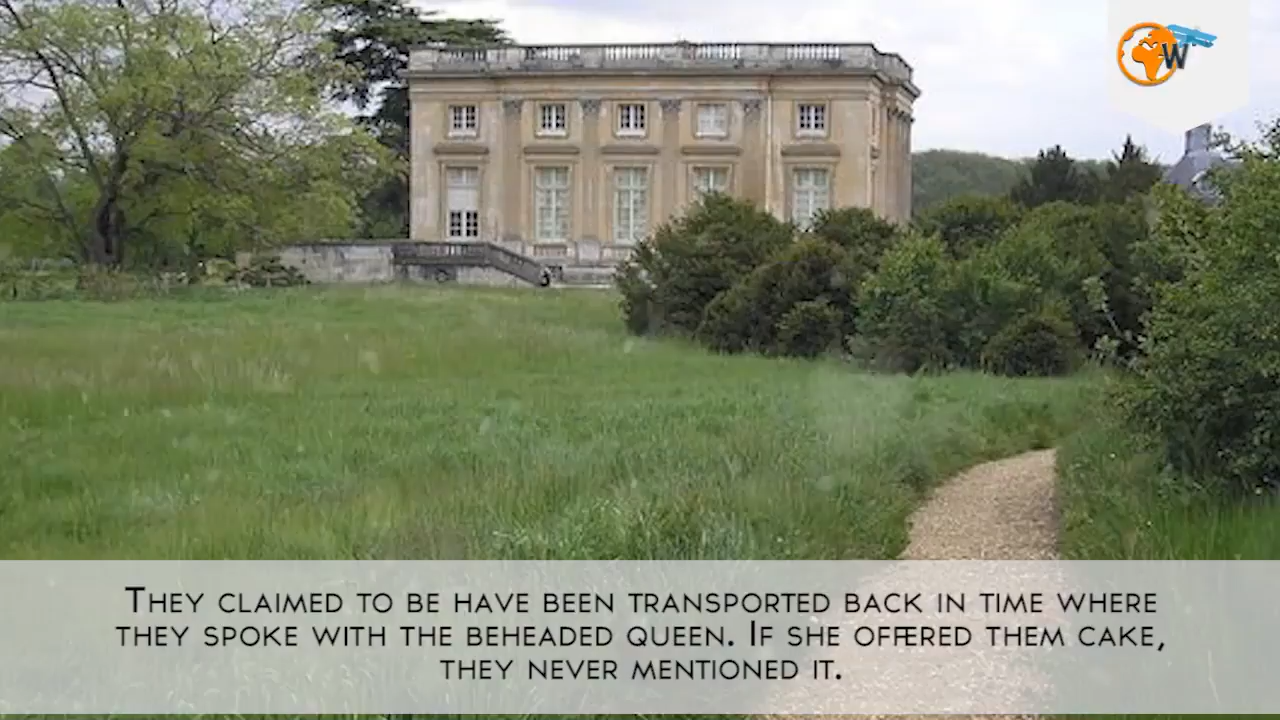 W
They claimed to be have been transported back in time where
they spoke with the beheaded queen. If she offered them cake,
they never mentioned it.